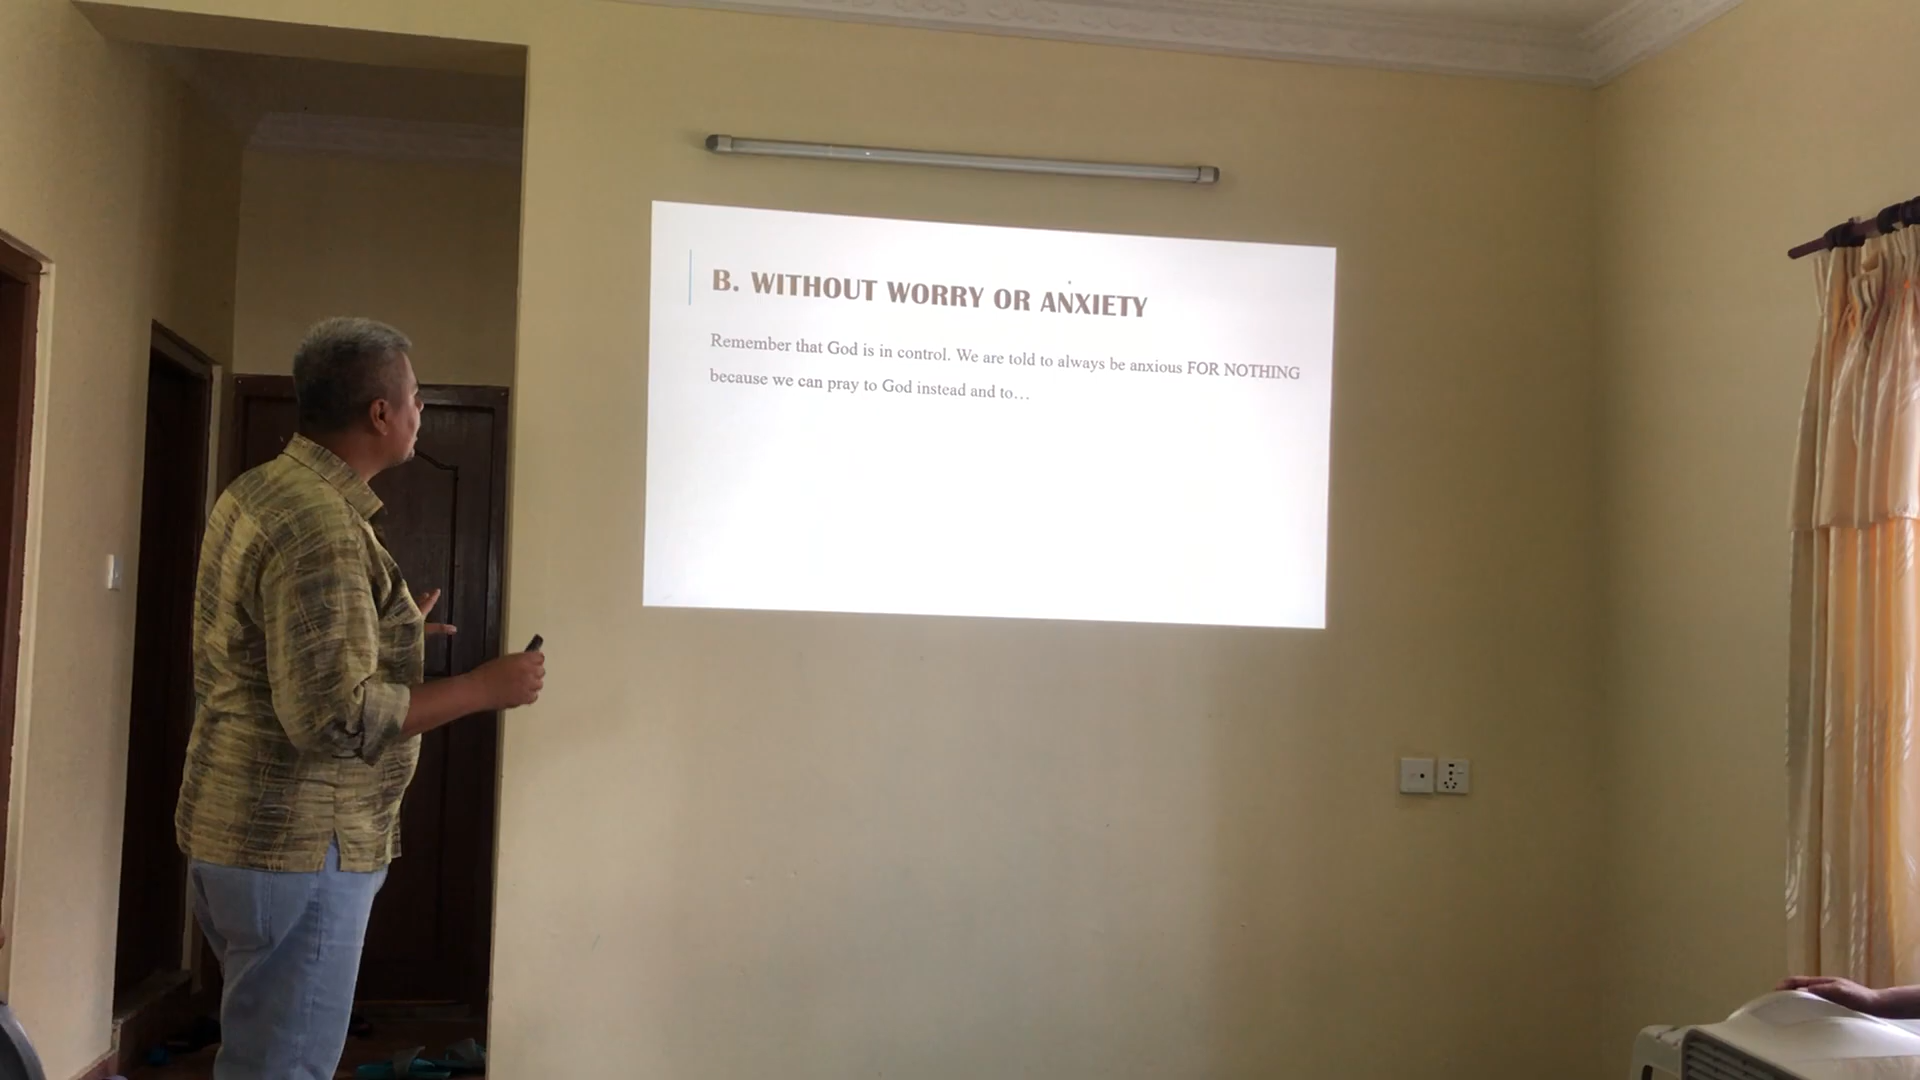 B. WITHOUT WORRY OR ANXIETY
Remember that God is in control. We are told to always be anxious FOR NOTHING
because we can pray to God instead and to…